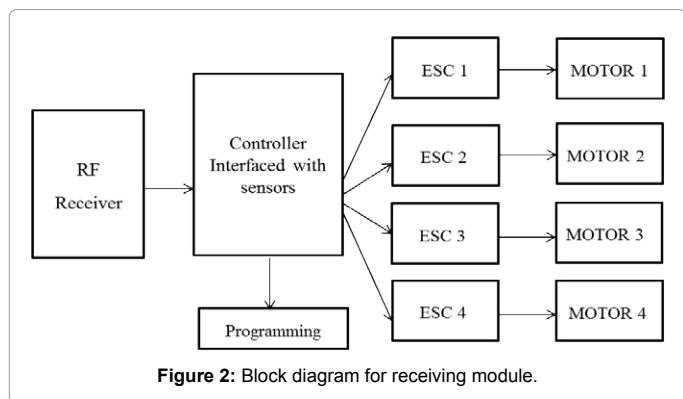 RF
Receiver
Controller
Interfaced with
sensors
Programming
ESC 1
MOTOR 1
ESC 2
MOTOR 2
ESC 3
MOTOR 3
ESC 4
MOTOR 4
Figure 2: Block diagram for receiving module.